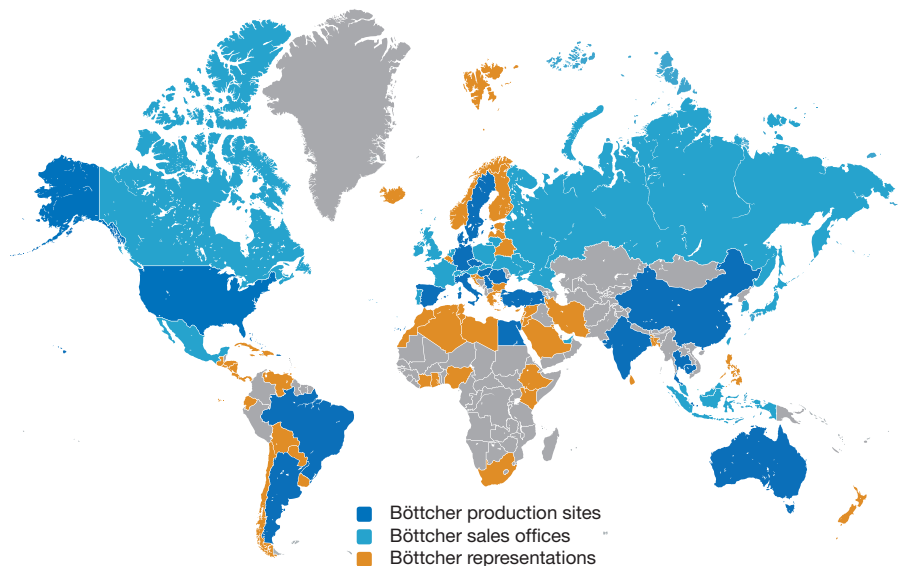 Böttcher production sites
Böttcher sales offices
Böttcher representations